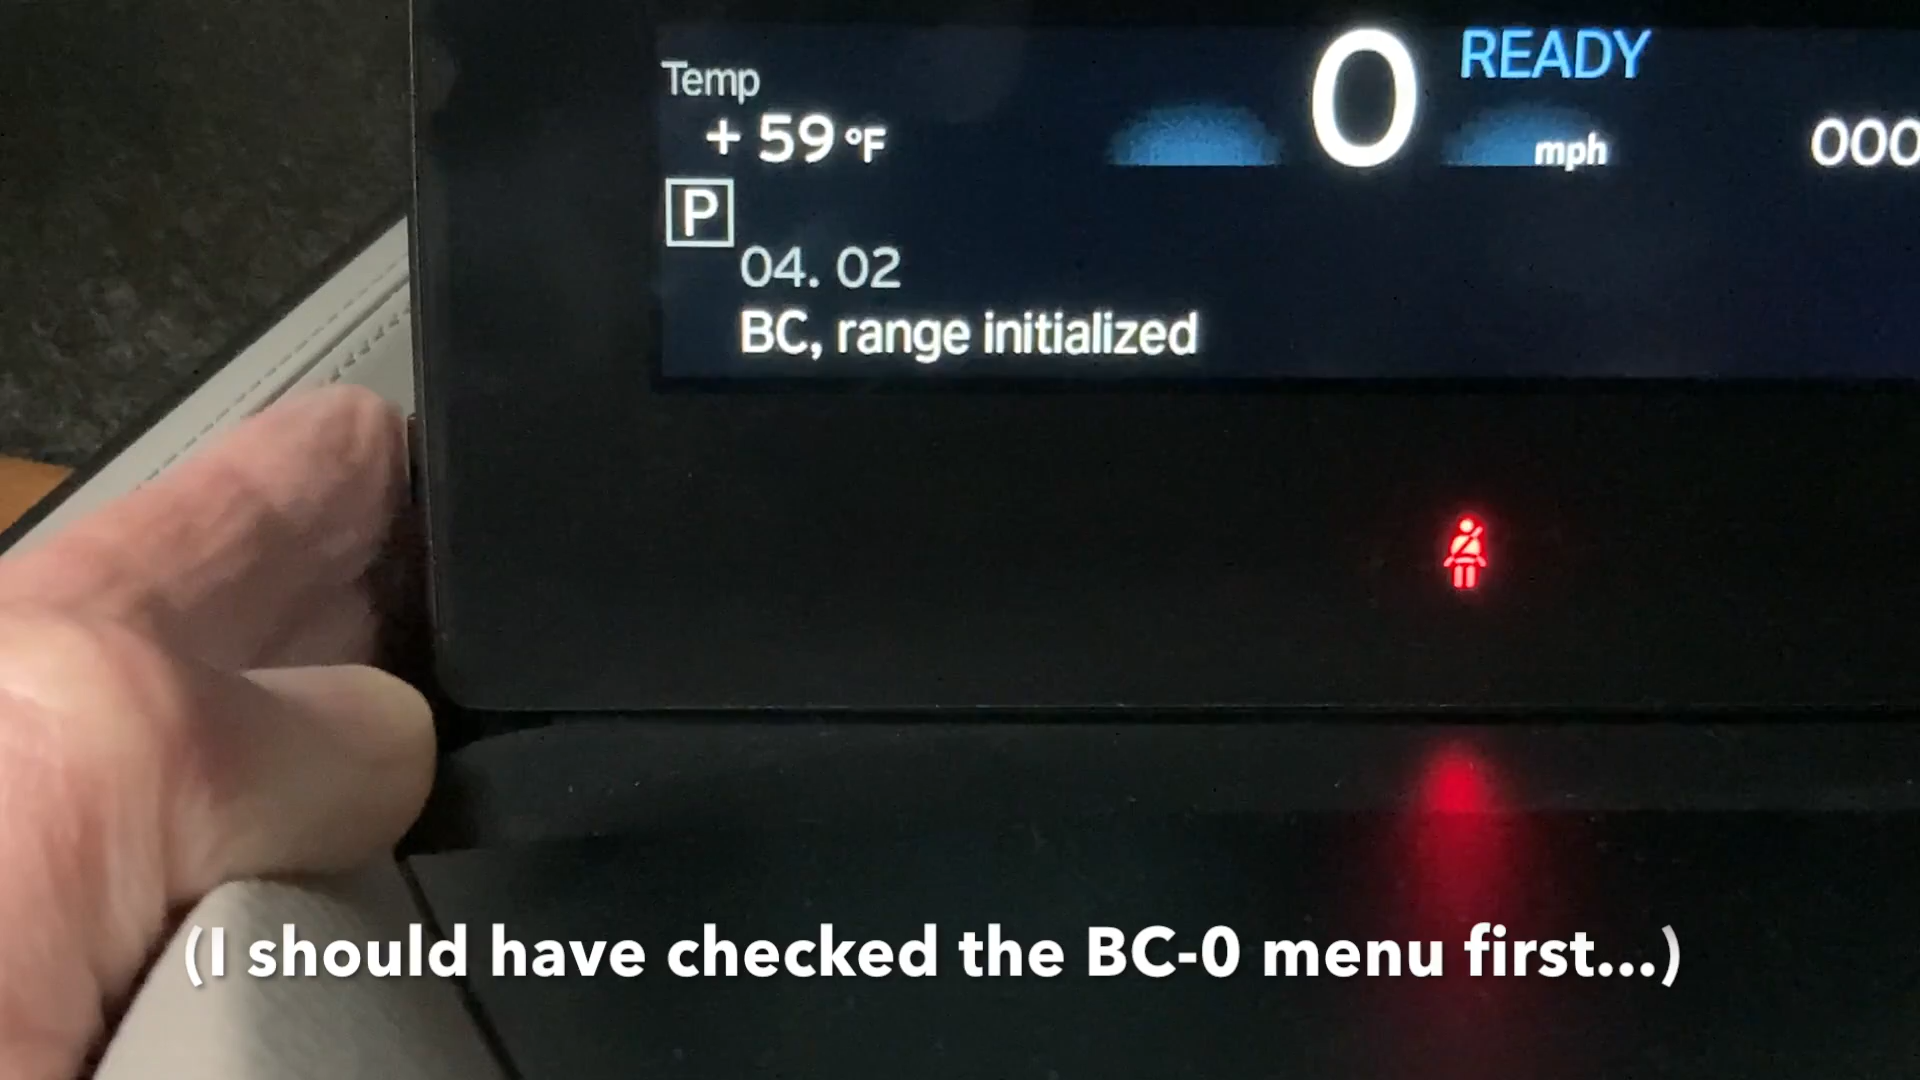 READY
Temp
0
+ 59 °F
mph
000
P
04. 02
BC, range initialized
(I should have checked the BC-0 menu first...)